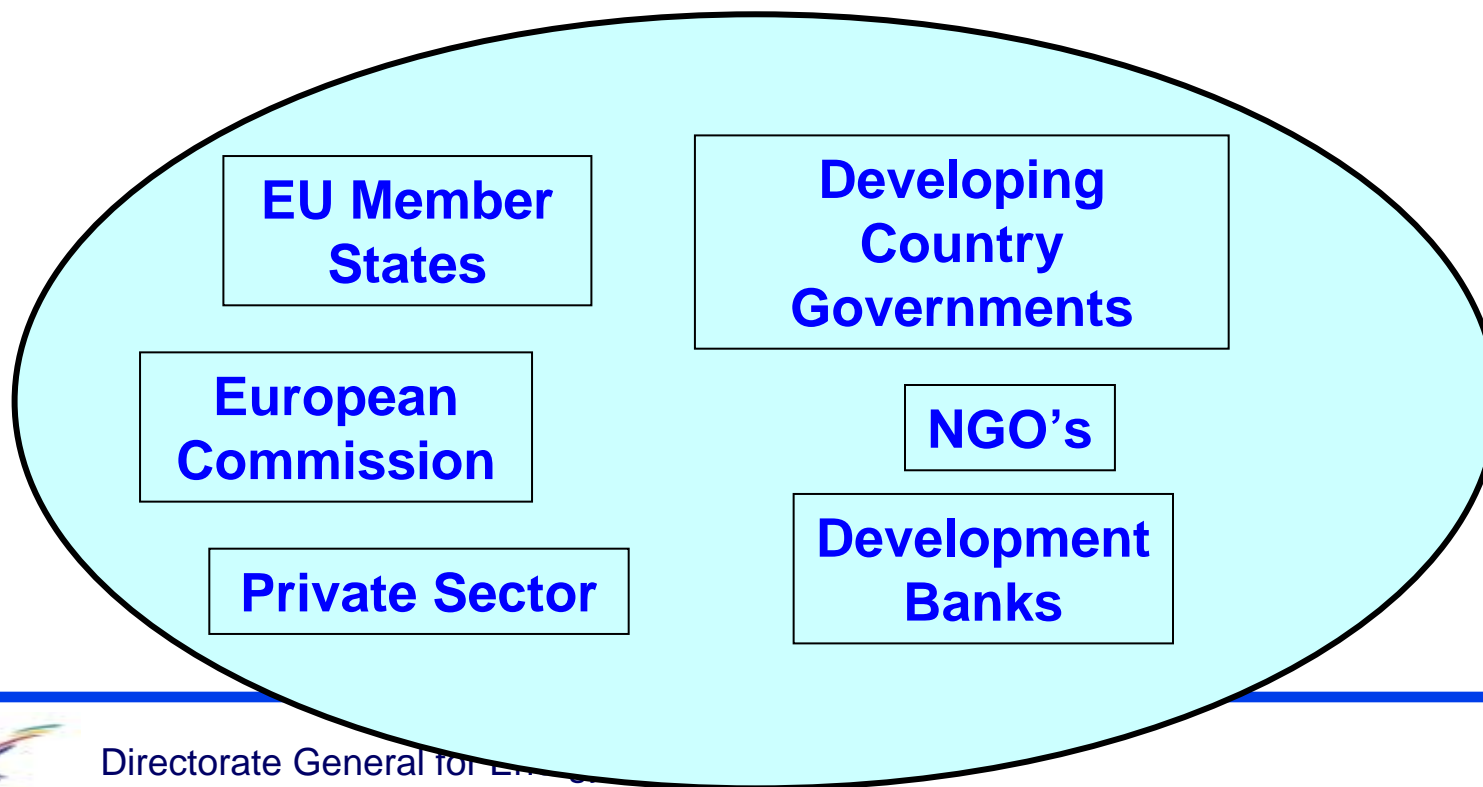 EU Member
States
Developing
Country
Governments
European
Commission
NGO’s
Private Sector
Development
Banks
Directorate General for